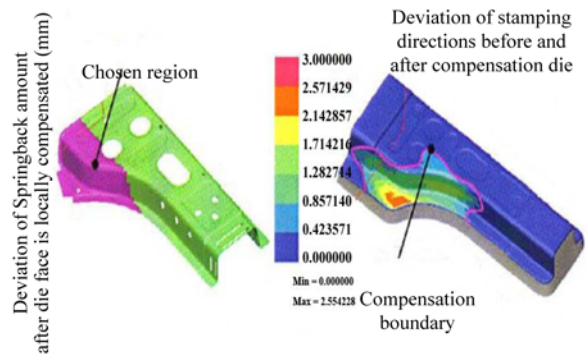 Deviation of Springback amount
after die face is locally compensated (mm)
Chosen region
3.000000
2.571429
2.142857
1.714216
1.282714
0.857140
0.423571
0.000000
Min = 0.000000
Max = 2.554228
Deviation of stamping
directions before and
after compensation die
Compensation
boundary